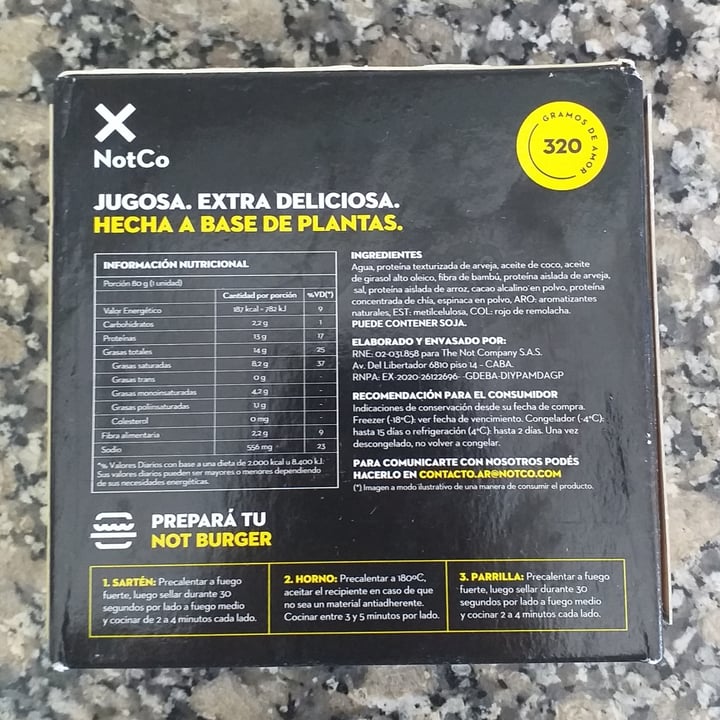 NotCo
GRAMOS DE AMOR
320
JUGOSA. EXTRA DELICIOSA.
HECHA A BASE DE PLANTAS.
INFORMACIÓN NUTRICIONAL
Porción 80 g (1 unidad)
Cantidad por porción %VD(*)
Valor Energético 187 kcal - 782 kJ 9
Carbohidratos 2,2 g 1
Proteínas 13 g 17
Grasas totales 14 g 25
Grasas saturadas 8,2 g 37
Grasas trans 0 g -
Grasas monoinsaturadas 4,2 g -
Grasas poliinsaturadas 1,1 g -
Colesterol 0 mg -
Fibra alimentaria 2,2 g 9
Sodio 556 mg 23
*% Valores Diarios con base a una dieta de 2.000 kcal u 8.400 kJ.
Sus valores diarios pueden ser mayores o menores dependiendo
de sus necesidades energéticas.
INGREDIENTES
Agua, proteína texturizada de arveja, aceite de coco, aceite
de girasol alto oleico, fibra de bambú, proteína aislada de arveja,
sal, proteína aislada de arroz, cacao alcalino en polvo, proteína
concentrada de chía, espinaca en polvo, ARO: aromatizantes
naturales, EST: metilcelulosa, COL: rojo de remolacha.
PUEDE CONTENER SOJA.
ELABORADO Y ENVASADO POR:
RNE: 02-031.858 para The Not Company S.A.S.
Av. Del Libertador 6810 piso 14 - CABA.
RNPA: EX-2020-26122696- -GDEBA-DIYPAMDAGP
RECOMENDACIÓN PARA EL CONSUMIDOR
Indicaciones de conservación desde su fecha de compra.
Freezer (-18°C): ver fecha de vencimiento. Congelador (-4°C):
hasta 15 días o refrigeración (4°C): hasta 2 días. Una vez
descongelado, no volver a congelar.
PARA COMUNICARTE CON NOSOTROS PODÉS
HACERLO EN CONTACTO.AR@NOTCO.COM
(*) Imagen a modo ilustrativo de una manera de consumir el producto.
PREPARÁ TU
NOT BURGER
1. SARTÉN: Precalentar a fuego
fuerte, luego sellar durante 30
segundos por lado a fuego medio
y cocinar de 2 a 4 minutos cada lado.
2. HORNO: Precalentar a 180ºC,
aceitar el recipiente en caso de que
no sea un material antiadherente.
Cocinar entre 3 y 5 minutos por lado.
3. PARRILLA: Precalentar a fuego
fuerte, luego sellar durante 30
segundos por lado a fuego medio
y cocinar 2 a 4 minutos cada lado.